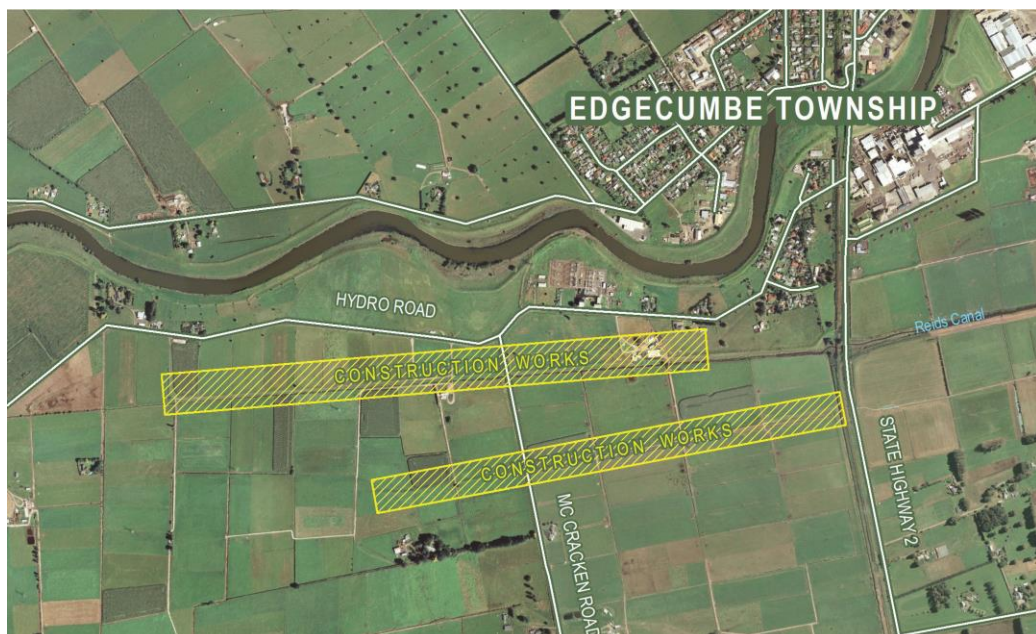 EDGECUMBE TOWNSHIP
HYDRO ROAD
Reids Canal
CONSTRUCTION WORKS
CONSTRUCTION WORKS
STATE HIGHWAY 2
MC CRACKEN ROAD